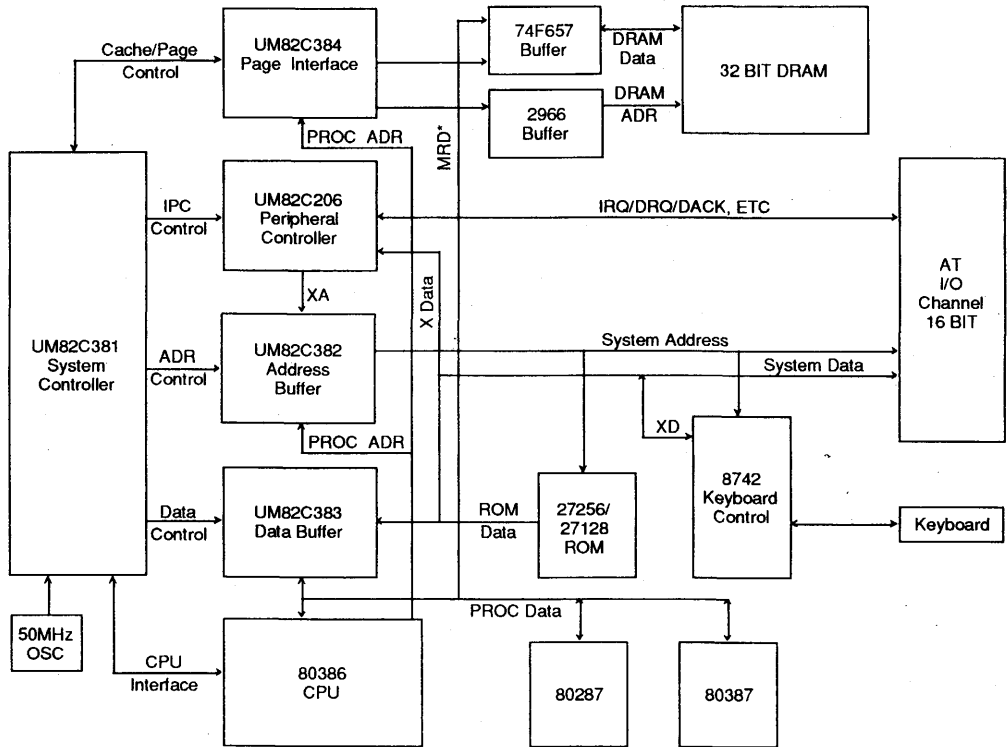 Cache/Page
Control
UM82C384
Page Interface
74F657
Buffer
DRAM
Data
32 BIT DRAM
2966
Buffer
DRAM
ADR
PROC ADR
MRD*
UM82C381
System
Controller
IPC
Control
UM82C206
Peripheral
Controller
IRQ/DRQ/DACK, ETC
AT
I/O
Channel
16 BIT
XA
X Data
ADR
Control
UM82C382
Address
Buffer
System Address
System Data
PROC ADR
XD
8742
Keyboard
Control
Keyboard
Data
Control
UM82C383
Data Buffer
ROM
Data
27256/
27128
ROM
PROC Data
50MHz
OSC
CPU
Interface
80386
CPU
80287
80387